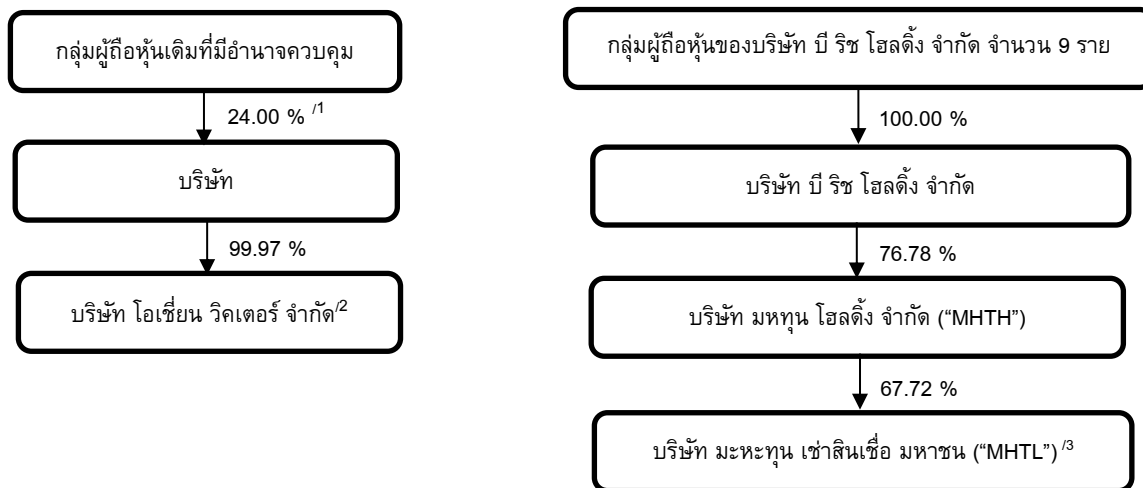 กลุ่มผู้ถือหุ้นเดิมที่มีอำนาจควบคุม
24.00 % /1
บริษัท
99.97 %
บริษัท โอเชี่ยน วิคเตอร์ จำกัด/2
กลุ่มผู้ถือหุ้นของบริษัท บี ริช โฮลดิ้ง จำกัด จำนวน 9 ราย
100.00 %
บริษัท บี ริช โฮลดิ้ง จำกัด
76.78 %
บริษัท มหทุน โฮลดิ้ง จำกัด (“MHTH”)
67.72 %
บริษัท มะหะทุน เช่าสินเชื่อ มหาชน (“MHTL”) /3